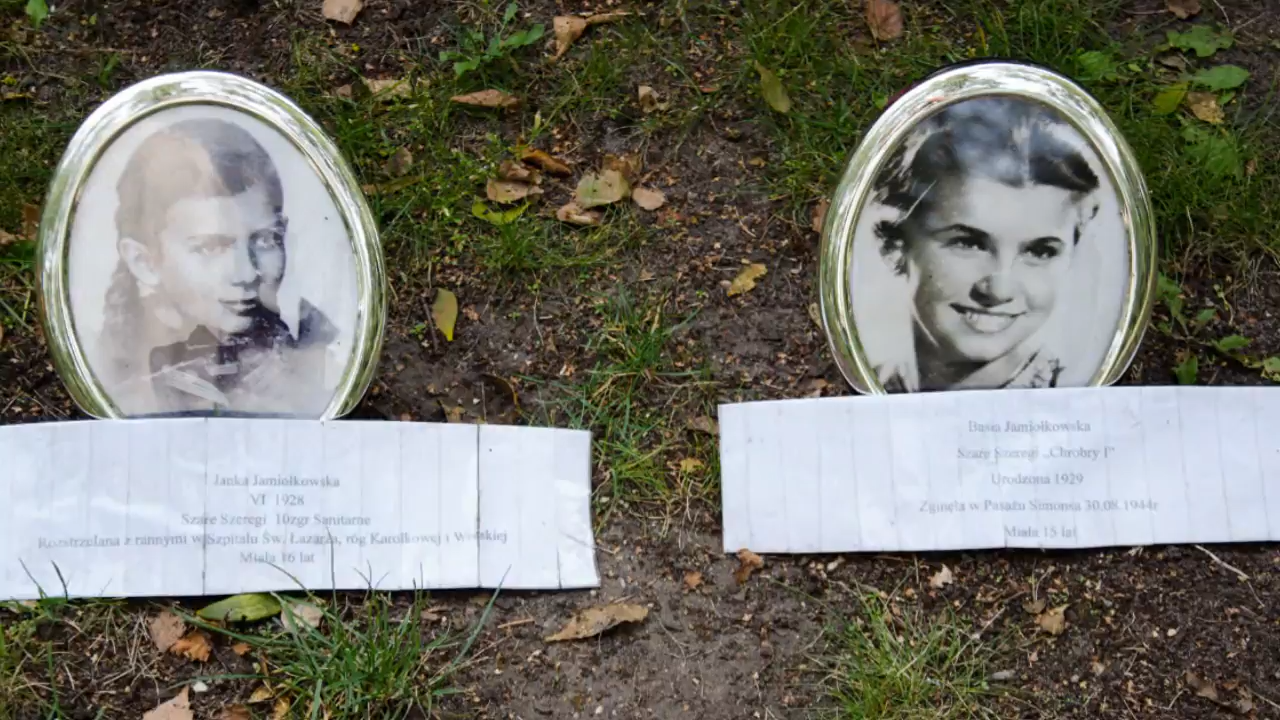 Janka Jamiołkowska
VI 1928
Szare Szeregi 10zgr Sanitarne
Rozstrzelana z rannymi w Szpitalu Św. Łazarza, róg Karolkowej i Wolskiej
Miała 16 lat
Basia Jamiołkowska
Szare Szeregi „Chrobry I”
Urodzona 1929
Zginęła w Pasażu Simonsa 30.08.1944r
Miała 15 lat